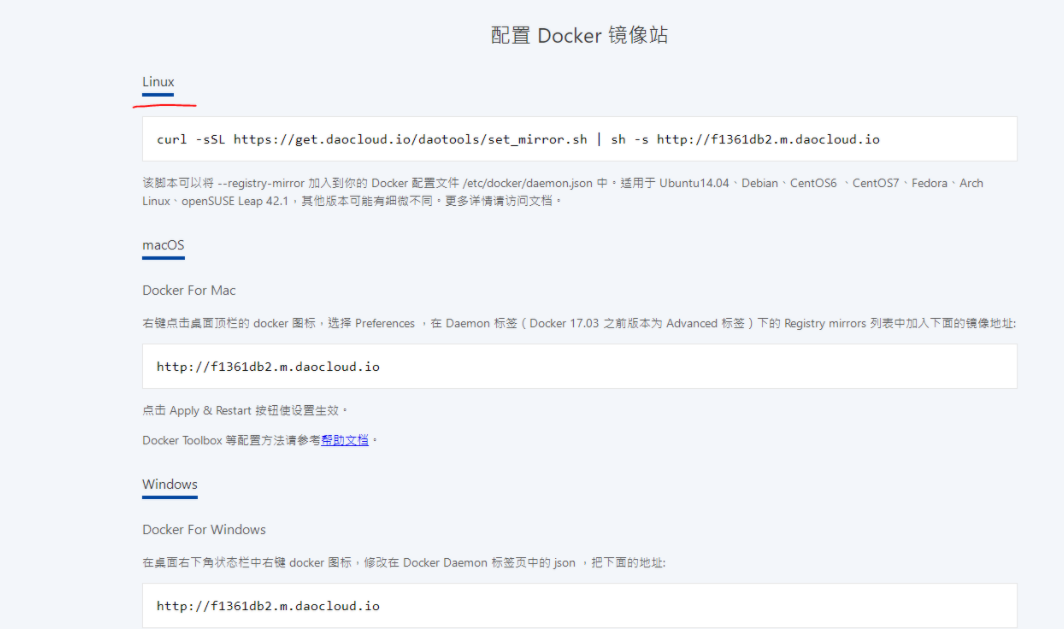 配置 Docker 镜像站
Linux
curl -sSL https://get.daocloud.io/daotools/set_mirror.sh | sh -s http://f1361db2.m.daocloud.io
该脚本可以将 --registry-mirror 加入到你的 Docker 配置文件 /etc/docker/daemon.json 中。适用于 Ubuntu14.04、Debian、CentOS6 、CentOS7、Fedora、Arch
Linux、openSUSE Leap 42.1，其他版本可能有细微不同。更多详情请访问文档。
macOS
Docker For Mac
右键点击桌面顶栏的 docker 图标，选择 Preferences ，在 Daemon 标签（Docker 17.03 之前版本为 Advanced 标签）下的 Registry mirrors 列表中加入下面的镜像地址:
http://f1361db2.m.daocloud.io
点击 Apply & Restart 按钮使设置生效。
Docker Toolbox 等配置方法请参考帮助文档。
Windows
Docker For Windows
在桌面右下角状态栏中右键 docker 图标，修改在 Docker Daemon 标签页中的 json ，把下面的地址:
http://f1361db2.m.daocloud.io